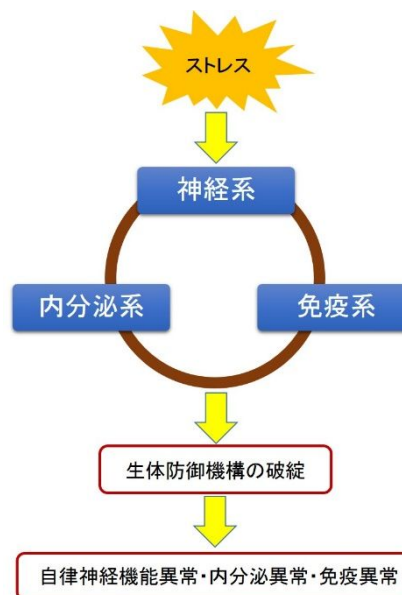 ストレス
神経系
内分泌系
免疫系
生体防御機構の破綻
自律神経機能異常・内分泌異常・免疫異常